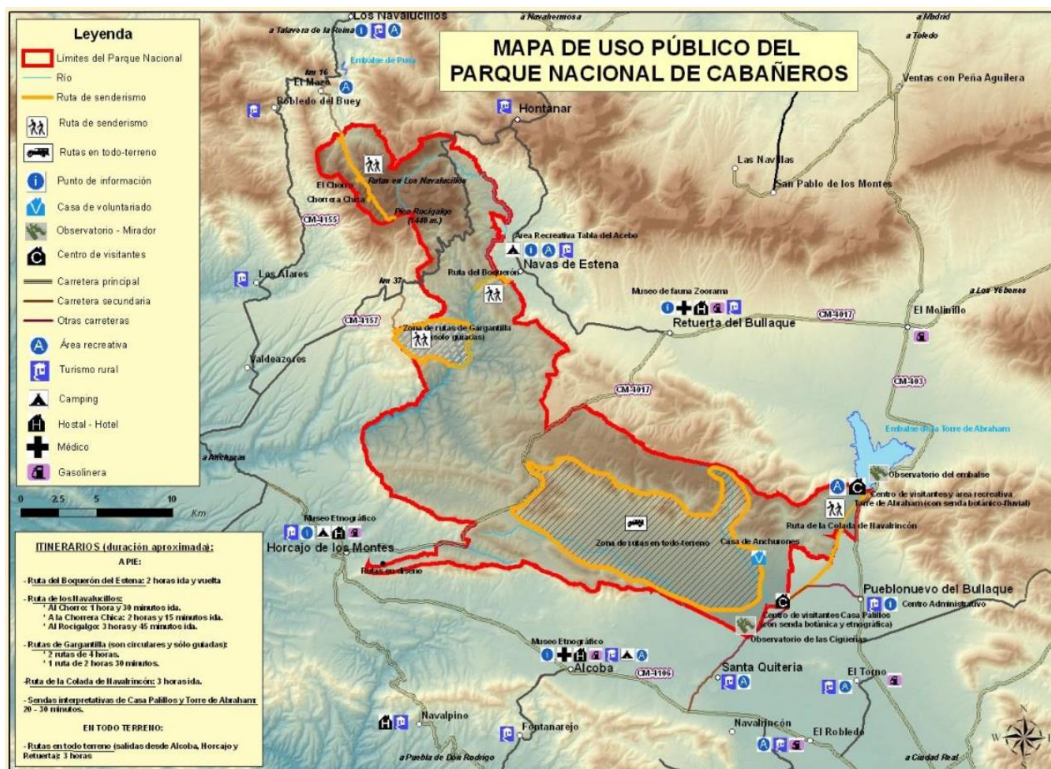 MAPA DE USO PÚBLICO DEL
PARQUE NACIONAL DE CABAÑEROS
Leyenda
Límites del Parque Nacional
Río
Ruta de senderismo
Ruta de senderismo
Rutas en todo-terreno
Punto de información
Casa de voluntariado
Observatorio - Mirador
Centro de visitantes
Carretera principal
Carretera secundaria
Otras carreteras
Área recreativa
Turismo rural
Camping
Hostal - Hotel
Médico
Gasolinera
0 2.5 5 10
Km
ITINERARIOS (duración aproximada):
A PIE:
- Ruta del Boquerón del Estena: 2 horas ida y vuelta
- Ruta de los Navalucillos:
* Al Chorro: 1 hora y 30 minutos ida.
* A la Chorrera Chica: 2 horas y 15 minutos ida.
* Al Rocigalgo: 3 horas y 45 minutos ida.
- Rutas de Gargantilla (son circulares y sólo guiadas):
* 2 rutas de 4 horas.
* 1 ruta de 2 horas 30 minutos.
-Ruta de la Colada de Navalrincón: 3 horas ida.
- Sendas interpretativas de Casa Palillos y Torre de Abraham:
20 - 30 minutos.
EN TODO TERRENO:
- Rutas en todo terreno (salidas desde Alcoba, Horcajo y
Retuerta): 3 horas
Los Navalucillos
a Talavera de la Reina
a Navahermosa
a Madrid
a Toledo
km 16
El Mazo
Robledo del Buey
Hontanar
Ventas con Peña Aguilera
Las Navillas
San Pablo de los Montes
El Chorro
Chorrera Chica
Rutas en Los Navalucillos
Pico Rocigalgo
CM-4155
Área Recreativa Tabla del Acebo
Navas de Estena
Los Alares
km 37
Ruta del Boquerón
Museo de fauna Zoorama
Retuerta del Bullaque
CM-4017
a Los Yébenes
El Molinillo
CM-4157
Zona de rutas de Gargantilla
(sólo guiadas)
Valdeazores
CM-4017
CM-403
a Anchuras
Embalse de la Torre de Abraham
Observatorio del embalse
Centro de visitantes y área recreativa
Torre de Abraham (con senda botánico-fluvial)
Ruta de la Colada de Navalrincón
Museo Etnográfico
Horcajo de los Montes
Rutas en diseño
Zona de rutas en todo-terreno
Casa de Anchurones
Pueblonuevo del Bullaque
Centro Administrativo
Centro de visitantes Casa Palillos
(con senda botánica y etnográfica)
Observatorio de las Cigüeñas
Museo Etnográfico
Alcoba
CM-4106
Santa Quiteria
El Torno
Navalpino
Fontanarejo
Navalrincón
El Robledo
a Puebla de Don Rodrigo
a Ciudad Real